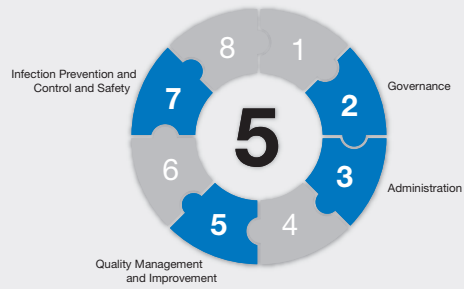 8
1
Infection Prevention and
Control and Safety
7
2
Governance
5
6
3
Administration
5
4
Quality Management
and Improvement